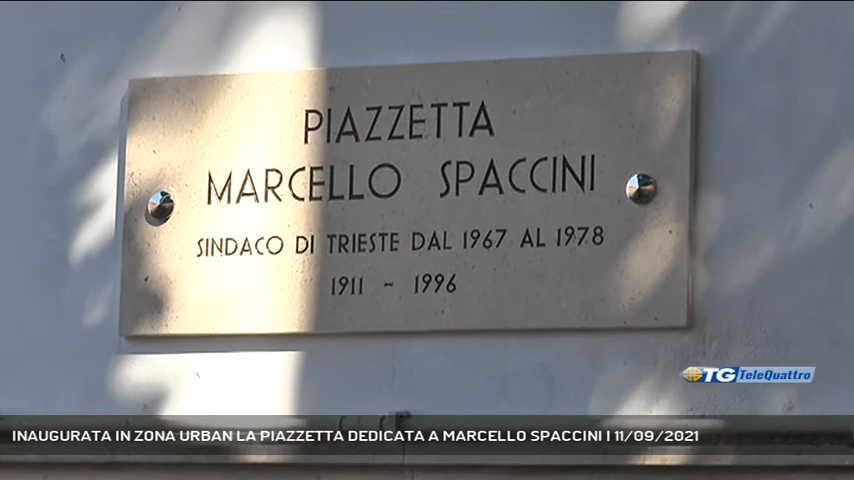 PIAZZETTA
MARCELLO SPACCINI
SINDACO DI TRIESTE DAL 1967 AL 1978
1911 - 1996
TG TeleQuattro
INAUGURATA IN ZONA URBAN LA PIAZZETTA DEDICATA A MARCELLO SPACCINI | 11/09/2021